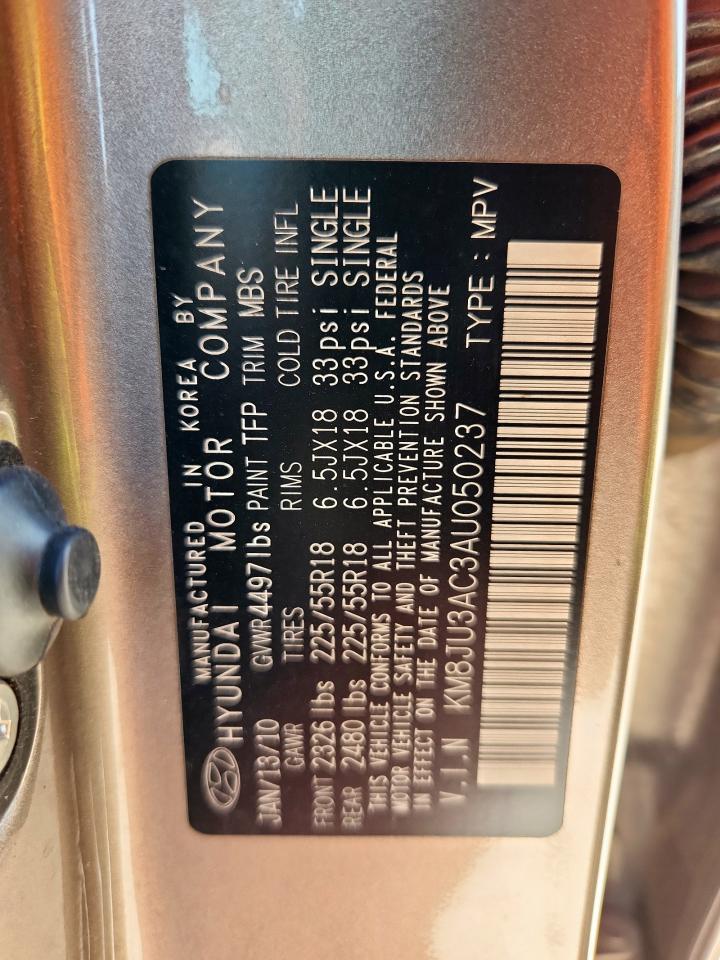 MANUFACTURED IN KOREA BY
HYUNDAI MOTOR COMPANY
JAN/13/10 GVWR 4497 lbs PAINT TFP TRIM MBS
GAWR TIRES RIMS COLD TIRE INFL
FRONT 2326 lbs 225/55R18 6.5JX18 33psi SINGLE
REAR 2480 lbs 225/55R18 6.5JX18 33psi SINGLE
THIS VEHICLE CONFORMS TO ALL APPLICABLE U.S.A. FEDERAL
MOTOR VEHICLE SAFETY AND THEFT PREVENTION STANDARDS
IN EFFECT ON THE DATE OF MANUFACTURE SHOWN ABOVE
V.I.N KM8JU3AC3AU050237 TYPE : MPV